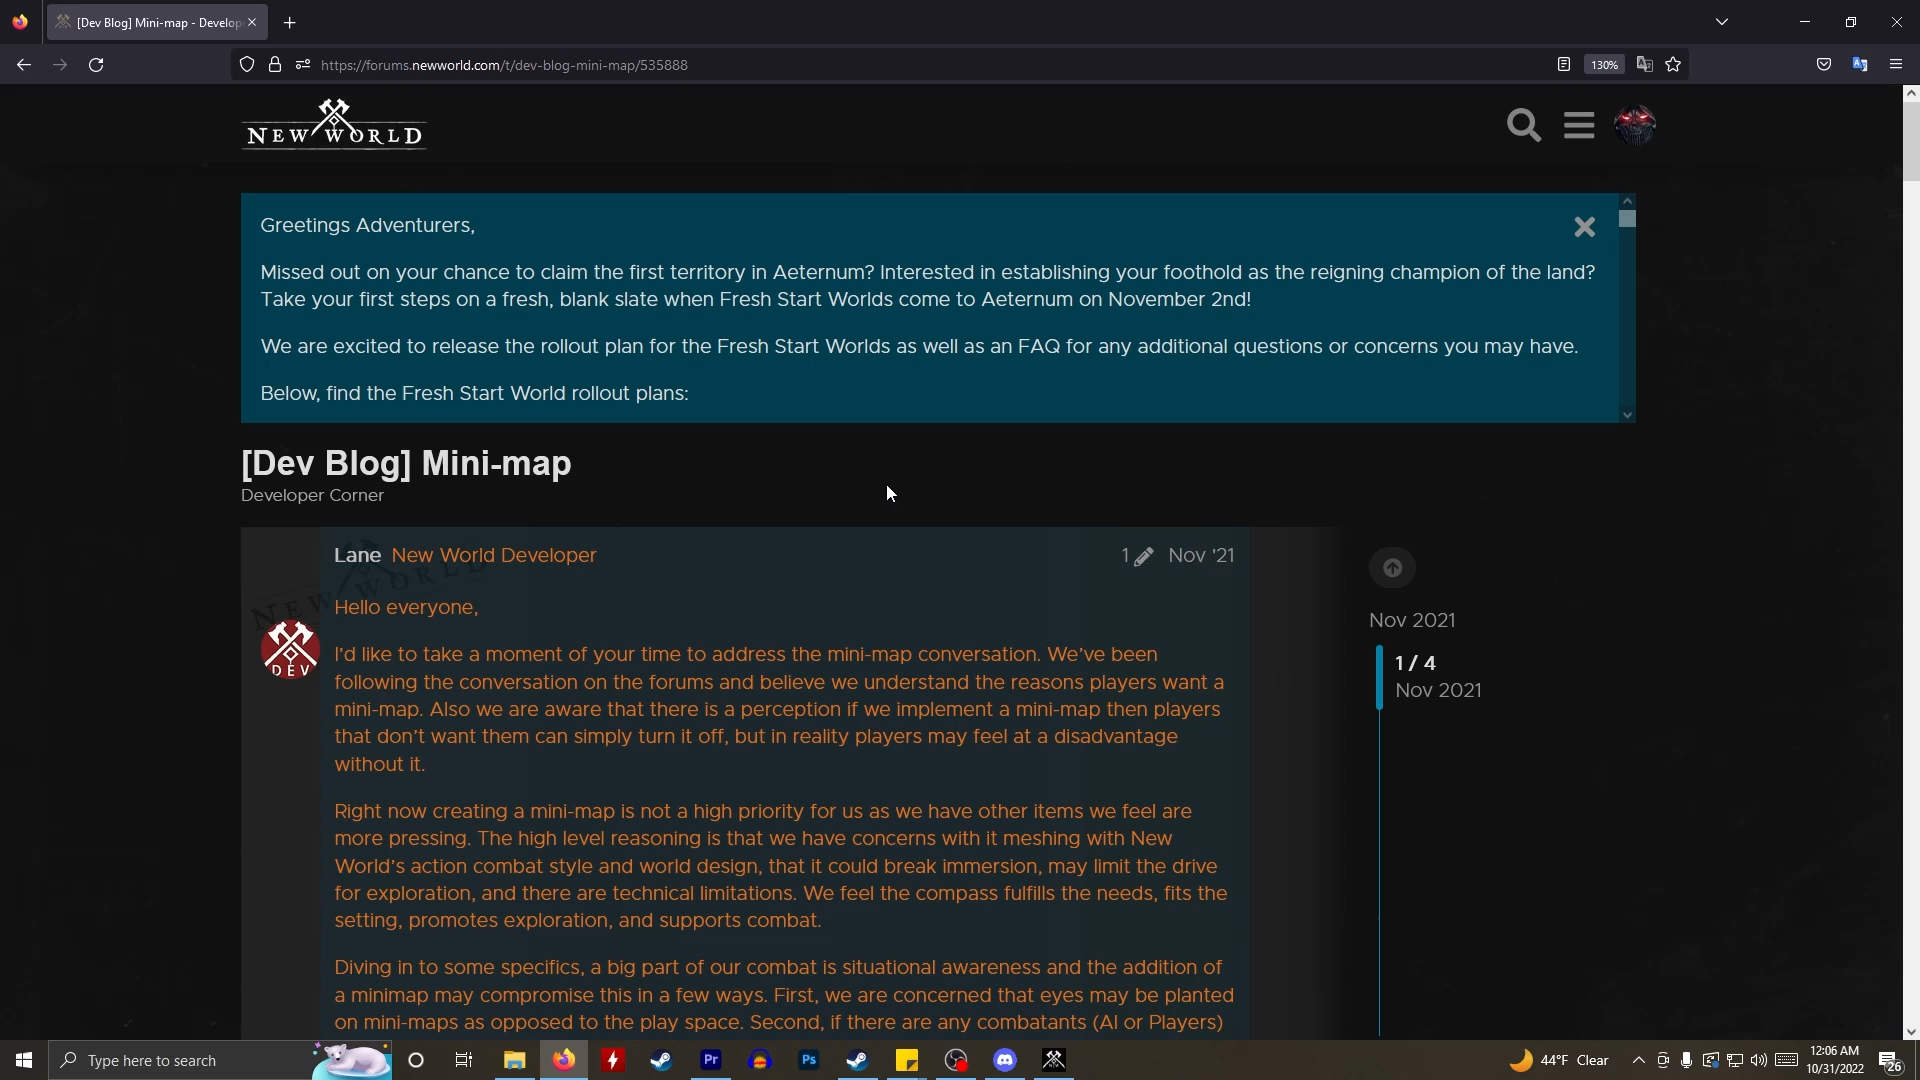 [Dev Blog] Mini-map - Develop
https://forums.newworld.com/t/dev-blog-mini-map/535888
130%
NEW WORLD
Greetings Adventurers,
Missed out on your chance to claim the first territory in Aeternum? Interested in establishing your foothold as the reigning champion of the land?
Take your first steps on a fresh, blank slate when Fresh Start Worlds come to Aeternum on November 2nd!
We are excited to release the rollout plan for the Fresh Start Worlds as well as an FAQ for any additional questions or concerns you may have.
Below, find the Fresh Start World rollout plans:
[Dev Blog] Mini-map
Developer Corner
Lane New World Developer 1 Nov '21
NEW WORLD
DEV
Hello everyone,
I'd like to take a moment of your time to address the mini-map conversation. We've been
following the conversation on the forums and believe we understand the reasons players want a
mini-map. Also we are aware that there is a perception if we implement a mini-map then players
that don't want them can simply turn it off, but in reality players may feel at a disadvantage
without it.
Right now creating a mini-map is not a high priority for us as we have other items we feel are
more pressing. The high level reasoning is that we have concerns with it meshing with New
World's action combat style and world design, that it could break immersion, may limit the drive
for exploration, and there are technical limitations. We feel the compass fulfills the needs, fits the
setting, promotes exploration, and supports combat.
Diving in to some specifics, a big part of our combat is situational awareness and the addition of
a minimap may compromise this in a few ways. First, we are concerned that eyes may be planted
on mini-maps as opposed to the play space. Second, if there are any combatants (AI or Players)
Nov 2021
1 / 4
Nov 2021
Type here to search
Pr
Ps
44°F Clear
12:06 AM
10/31/2022
26